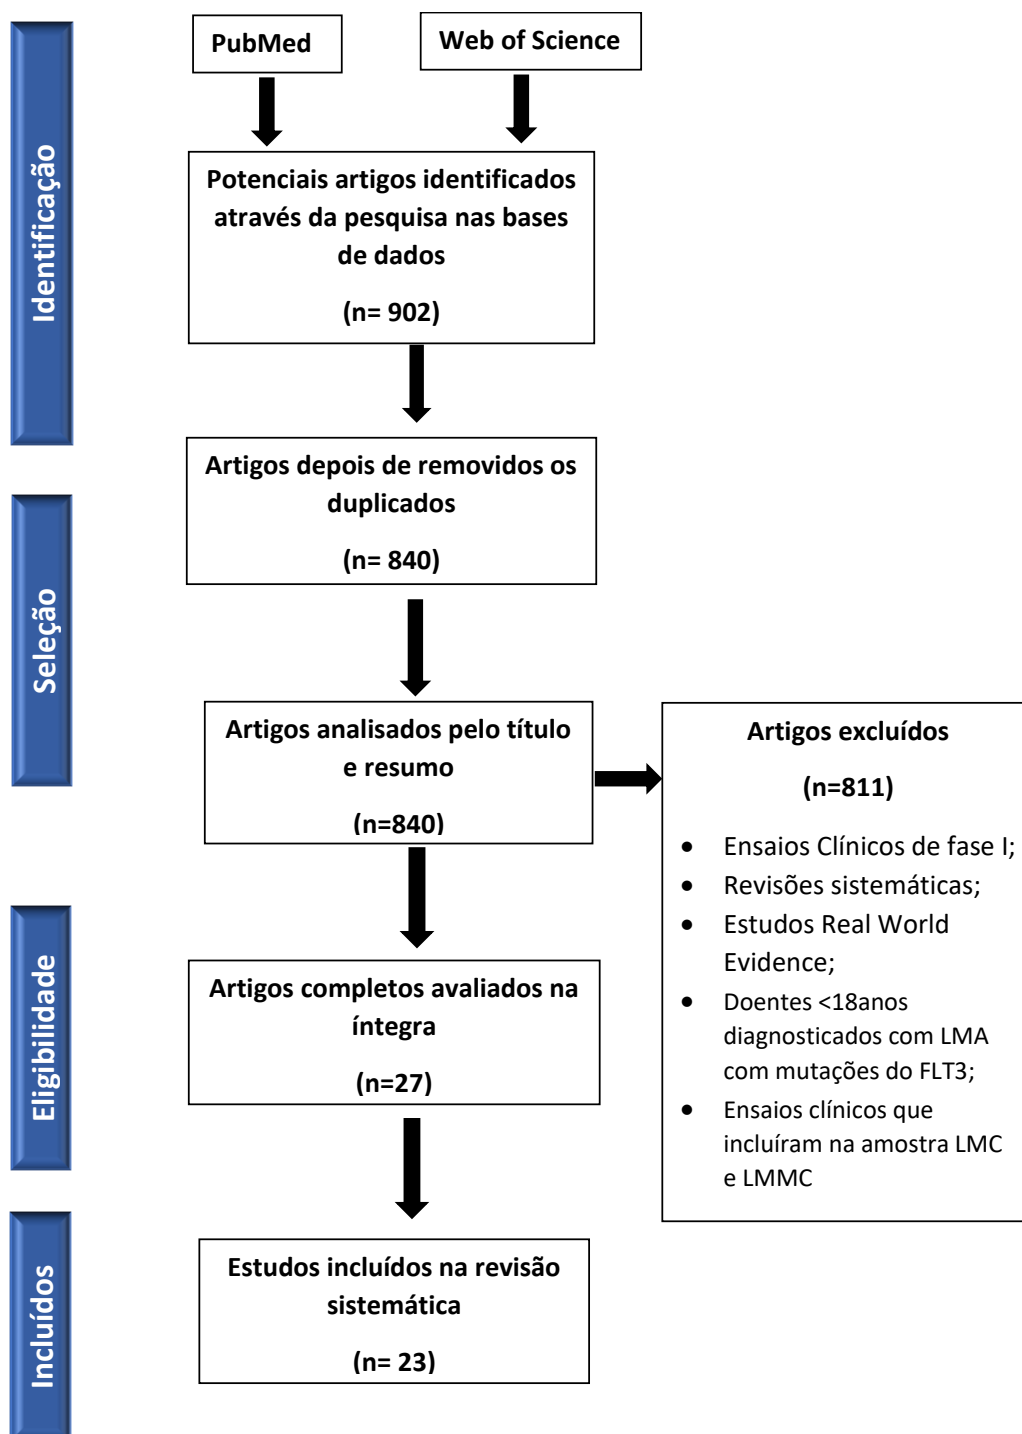 PubMed
Web of Science
Identificação
Potenciais artigos identificados
através da pesquisa nas bases
de dados
(n= 902)
Artigos depois de removidos os
duplicados
(n= 840)
Seleção
Artigos analisados pelo título
e resumo
(n=840)
Artigos excluídos
(n=811)
• Ensaios Clínicos de fase I;
• Revisões sistemáticas;
• Estudos Real World
Evidence;
• Doentes <18anos
diagnosticados com LMA
com mutações do FLT3;
• Ensaios clínicos que
incluíram na amostra LMC
e LMMC
Eligibilidade
Artigos completos avaliados na
íntegra
(n=27)
Incluídos
Estudos incluídos na revisão
sistemática
(n= 23)